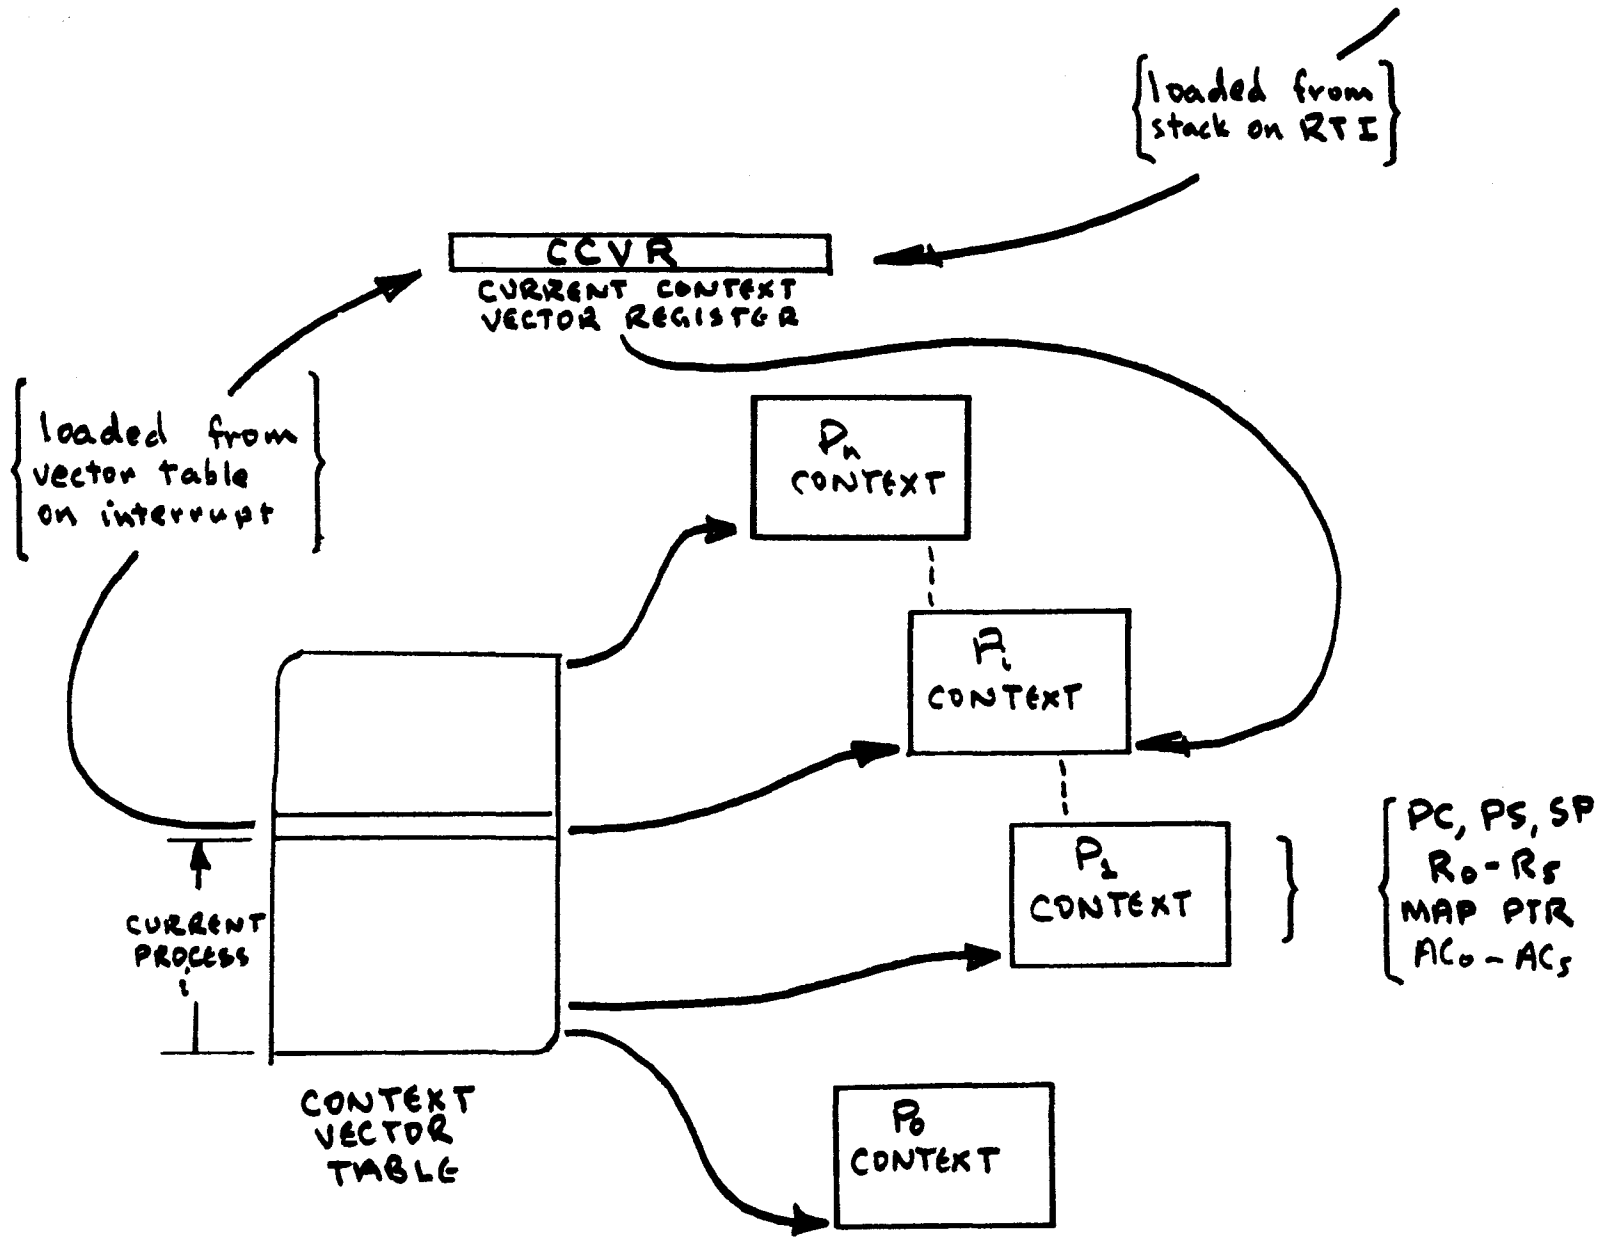 loaded from
stack on RTI
CCVR
CURRENT CONTEXT
VECTOR REGISTER
loaded from
vector table
on interrupt
Pn
CONTEXT
Pi
CONTEXT
P1
CONTEXT
PC, PS, SP
R0-R5
MAP PTR
AC0-AC5
CURRENT
PROCESS
i
CONTEXT
VECTOR
TABLE
P0
CONTEXT